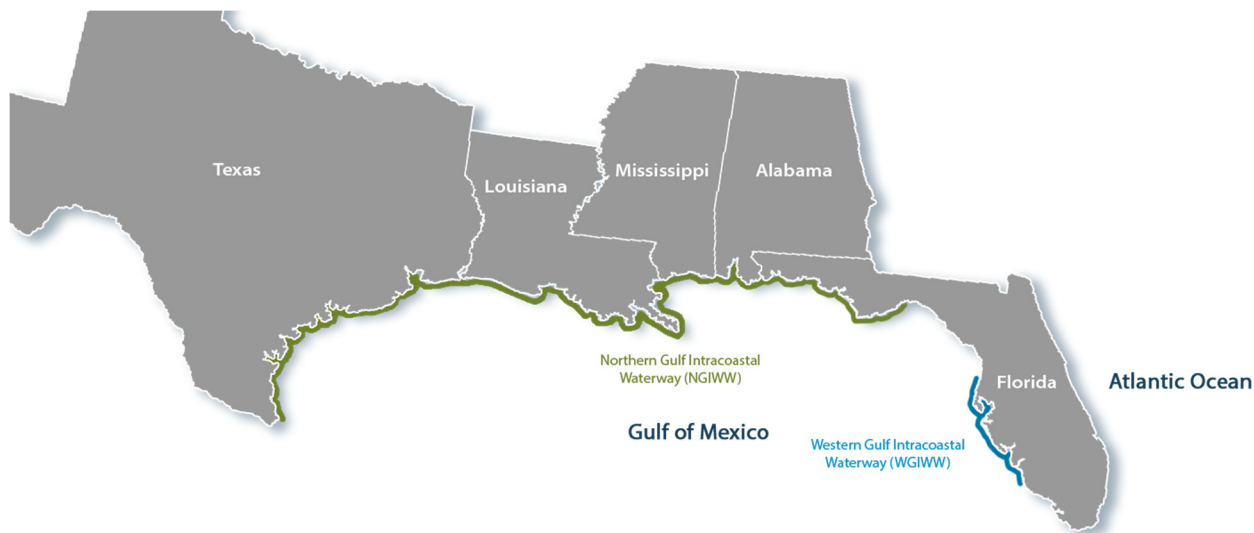 Texas
Louisiana
Mississippi
Alabama
Northern Gulf Intracoastal
Waterway (NGIWW)
Florida
Atlantic Ocean
Gulf of Mexico
Western Gulf Intracoastal
Waterway (WGIWW)